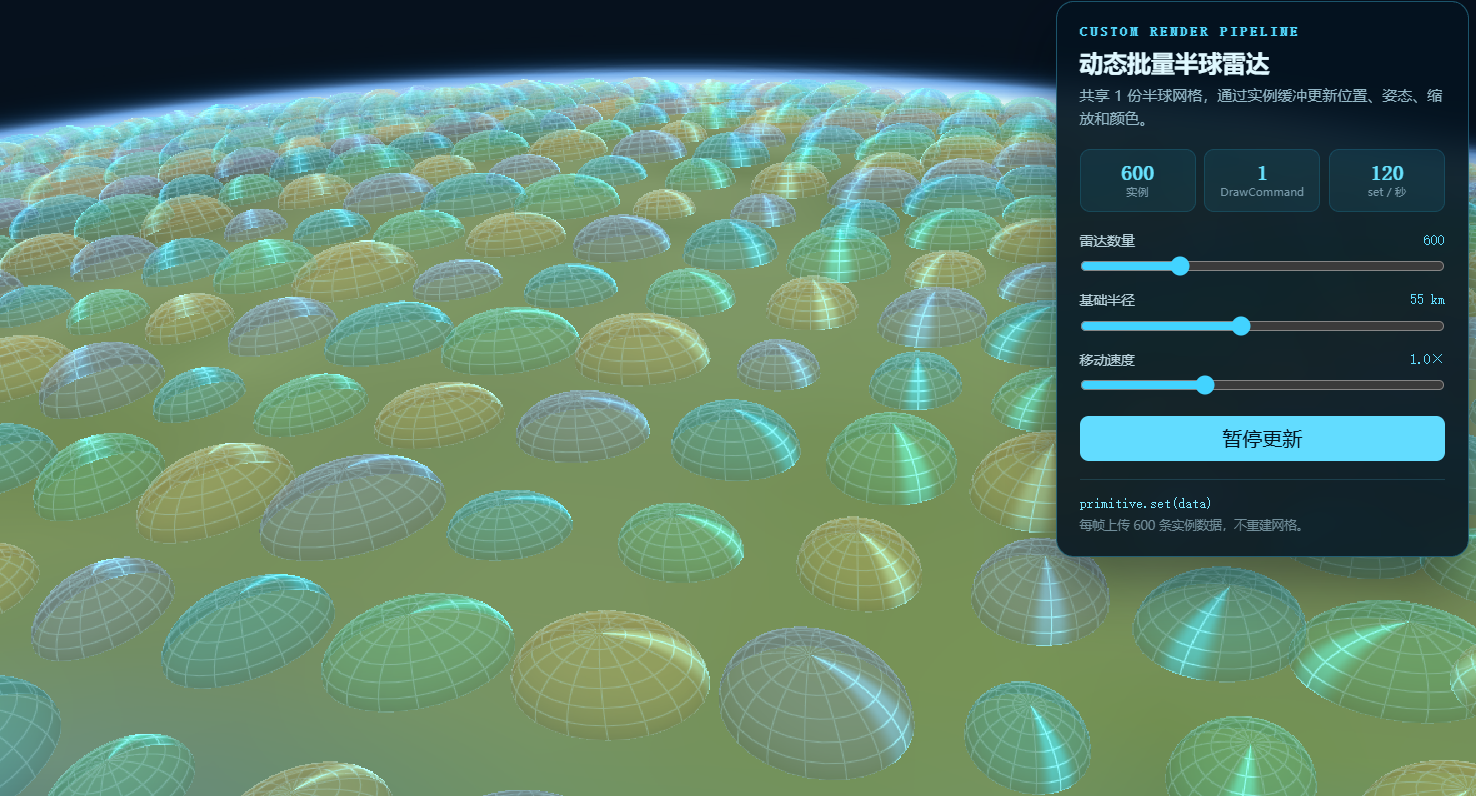 CUSTOM RENDER PIPELINE
动态批量半球雷达
共享 1 份半球网格，通过实例缓冲更新位置、姿态、缩
放和颜色。
600 1 120
实例 DrawCommand set / 秒
雷达数量 600
基础半径 55 km
移动速度 1.0×
暂停更新
primitive.set(data)
每帧上传 600 条实例数据，不重建网格。